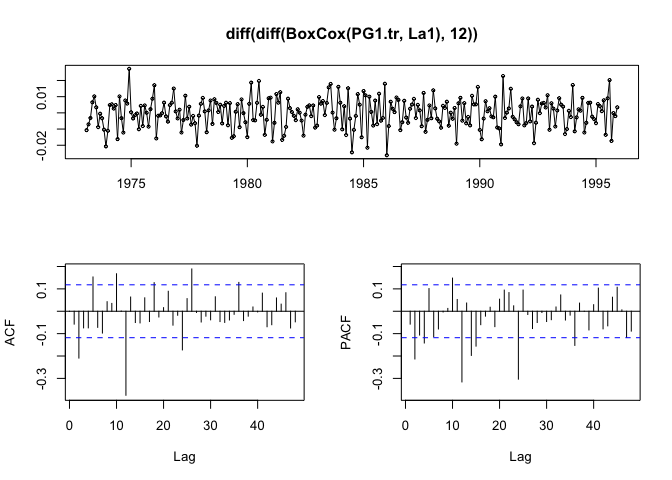 diff(diff(BoxCox(PG1.tr, La1), 12))
0.01
-0.02
1975 1980 1985 1990 1995
ACF
0.1
-0.1
-0.3
0 10 20 30 40
Lag
PACF
0.1
-0.1
-0.3
0 10 20 30 40
Lag